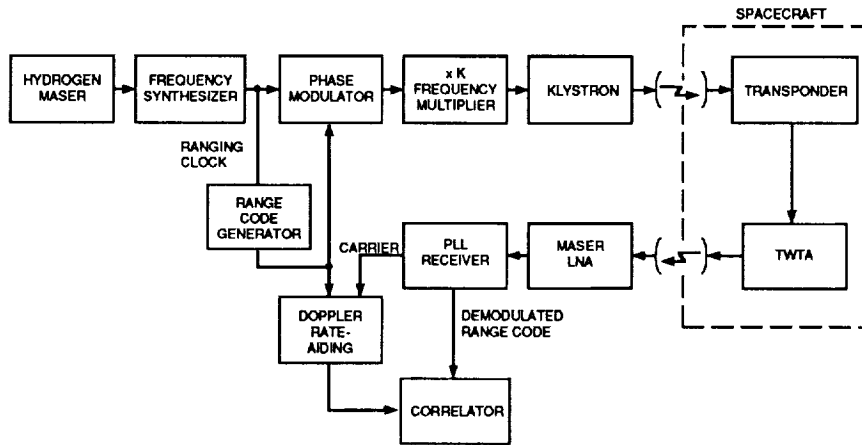 SPACECRAFT
HYDROGEN
MASER
FREQUENCY
SYNTHESIZER
PHASE
MODULATOR
x K
FREQUENCY
MULTIPLIER
KLYSTRON
TRANSPONDER
RANGING
CLOCK
RANGE
CODE
GENERATOR
CARRIER
PLL
RECEIVER
MASER
LNA
TWTA
DOPPLER
RATE-
AIDING
DEMODULATED
RANGE CODE
CORRELATOR